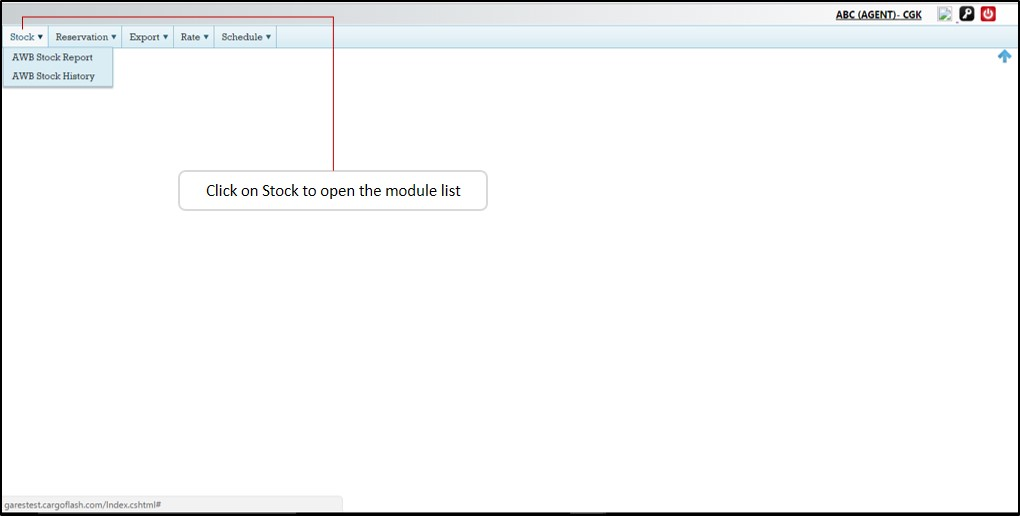 ABC (AGENT)- CGK
Stock ▼ Reservation ▼ Export ▼ Rate ▼ Schedule ▼
AWB Stock Report
AWB Stock History
Click on Stock to open the module list
garestest.cargoflash.com/Index.cshtml#